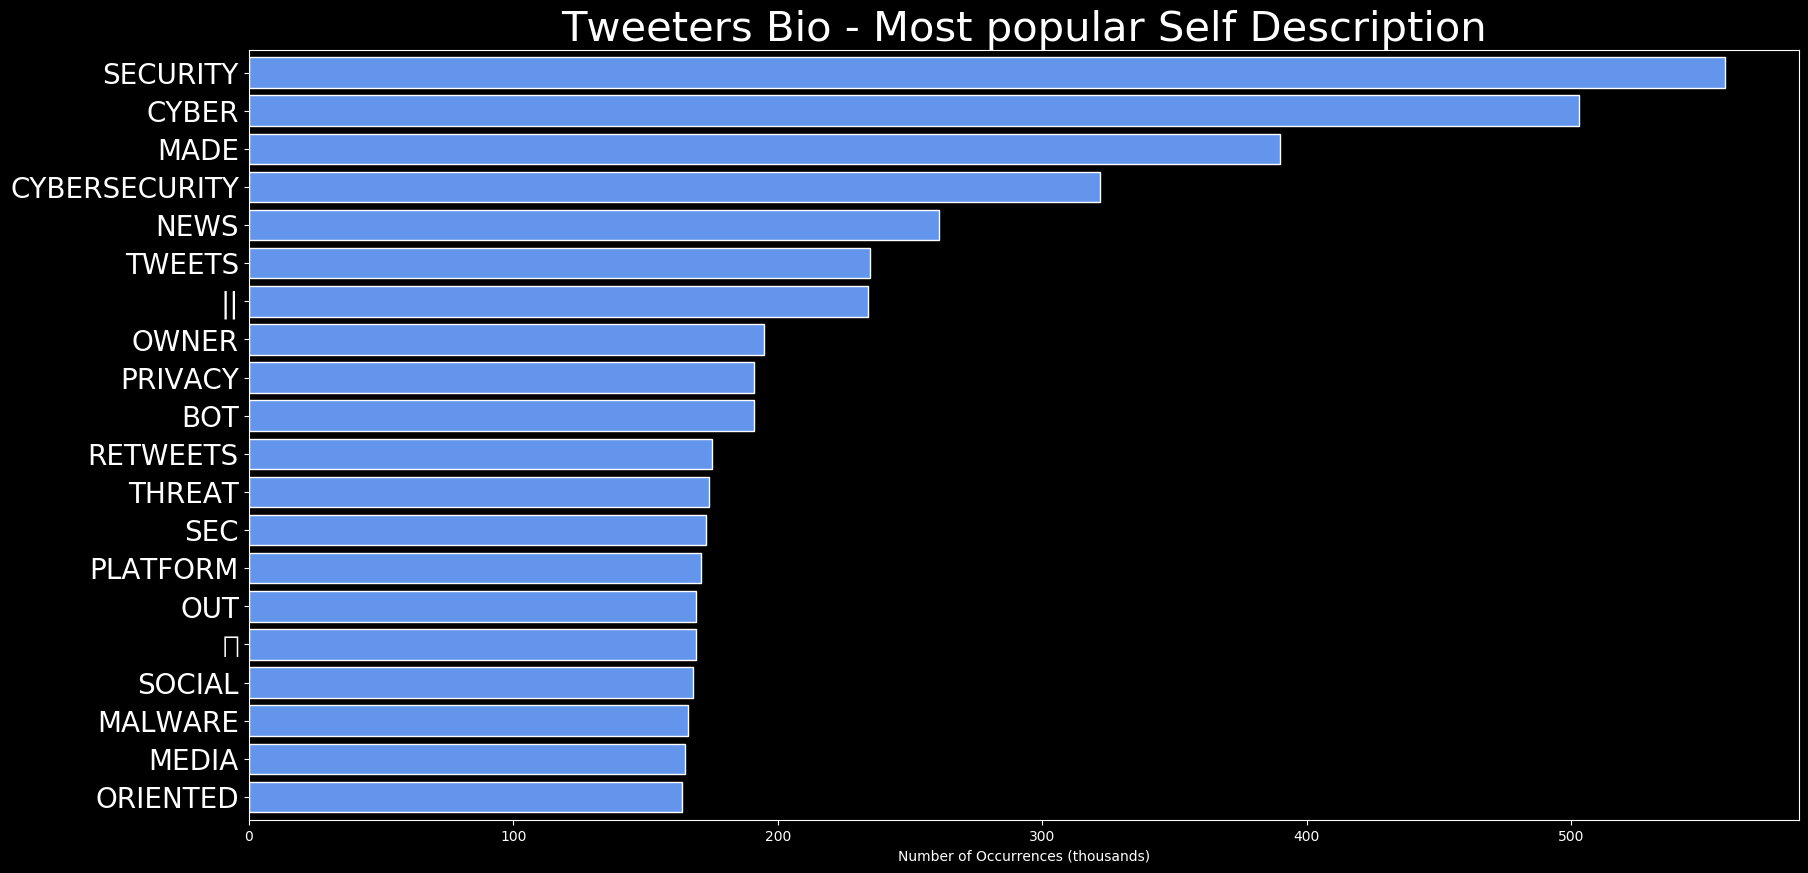 Tweeters Bio - Most popular Self Description
SECURITY
CYBER
MADE
CYBERSECURITY
NEWS
TWEETS
||
OWNER
PRIVACY
BOT
RETWEETS
THREAT
SEC
PLATFORM
OUT
SOCIAL
MALWARE
MEDIA
ORIENTED
0 100 200 300 400 500
Number of Occurrences (thousands)